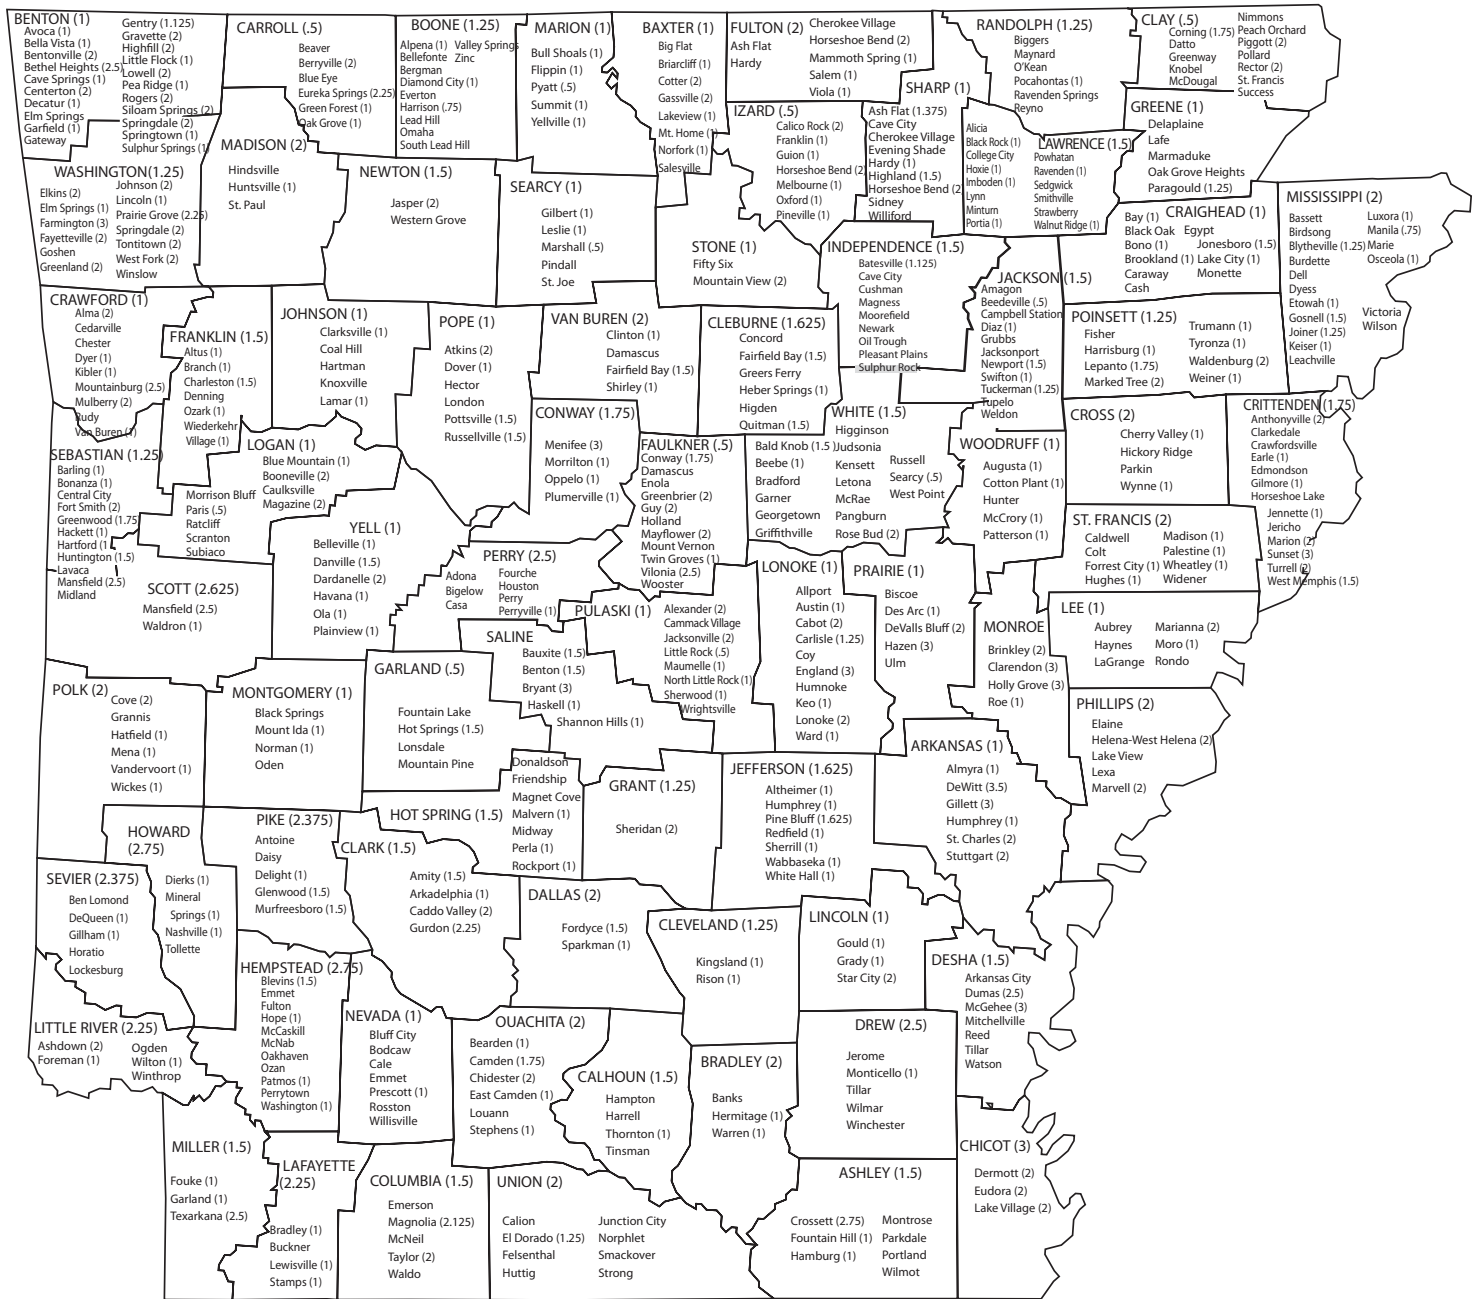 BENTON (1)
Avoca (1)
Bella Vista (1)
Bentonville (2)
Bethel Heights (2.5)
Cave Springs (1)
Centerton (2)
Decatur (1)
Elm Springs
Garfield (1)
Gateway
Gentry (1.125)
Gravette (2)
Highfill (2)
Little Flock (1)
Lowell (2)
Pea Ridge (1)
Rogers (2)
Siloam Springs (2)
Springdale (2)
Springtown (1)
Sulphur Springs (1)
CARROLL (.5)
Beaver
Berryville (2)
Blue Eye
Eureka Springs (2.25)
Green Forest (1)
Oak Grove (1)
BOONE (1.25)
Alpena (1)
Bellefonte
Bergman
Diamond City (1)
Everton
Harrison (.75)
Lead Hill
Omaha
South Lead Hill
Valley Springs
Zinc
MARION (1)
Bull Shoals (1)
Flippin (1)
Pyatt (.5)
Summit (1)
Yellville (1)
BAXTER (1)
Big Flat
Briarcliff (1)
Cotter (2)
Gassville (2)
Lakeview (1)
Mt. Home (1)
Norfork (1)
Salesville
FULTON (2)
Ash Flat
Hardy
Cherokee Village
Horseshoe Bend (2)
Mammoth Spring (1)
Salem (1)
Viola (1)
RANDOLPH (1.25)
Biggers
Maynard
O'Kean
Pocahontas (1)
Ravenden Springs
Reyno
CLAY (.5)
Corning (1.75)
Datto
Greenway
Knobel
McDougal
Nimmons
Peach Orchard
Piggott (2)
Pollard
Rector (2)
St. Francis
Success
MADISON (2)
Hindsville
Huntsville (1)
St. Paul
IZARD (.5)
Calico Rock (2)
Franklin (1)
Guion (1)
Horseshoe Bend (2)
Melbourne (1)
Oxford (1)
Pineville (1)
SHARP (1)
Ash Flat (1.375)
Cave City
Cherokee Village
Evening Shade
Hardy (1)
Highland (1.5)
Horseshoe Bend (2)
Sidney
Williford
LAWRENCE (1.5)
Alicia
Black Rock (1)
College City
Hoxie (1)
Imboden (1)
Lynn
Minturn
Portia (1)
Powhatan
Ravenden (1)
Sedgwick
Smithville
Strawberry
Walnut Ridge (1)
GREENE (1)
Delaplaine
Lafe
Marmaduke
Oak Grove Heights
Paragould (1.25)
WASHINGTON(1.25)
Elkins (2)
Elm Springs (1)
Farmington (3)
Fayetteville (2)
Goshen
Greenland (2)
Johnson (2)
Lincoln (1)
Prairie Grove (2.25)
Springdale (2)
Tontitown (2)
West Fork (2)
Winslow
NEWTON (1.5)
Jasper (2)
Western Grove
SEARCY (1)
Gilbert (1)
Leslie (1)
Marshall (.5)
Pindall
St. Joe
STONE (1)
Fifty Six
Mountain View (2)
INDEPENDENCE (1.5)
Batesville (1.125)
Cave City
Cushman
Magness
Moorefield
Newark
Oil Trough
Pleasant Plains
Sulphur Rock
CRAIGHEAD (1)
Bay (1)
Black Oak
Bono (1)
Brookland (1)
Caraway
Cash
Egypt
Jonesboro (1.5)
Lake City (1)
Monette
MISSISSIPPI (2)
Bassett
Birdsong
Blytheville (1.25)
Burdette
Dell
Dyess
Etowah (1)
Gosnell (1.5)
Joiner (1.25)
Keiser (1)
Leachville
Luxora (1)
Manila (.75)
Marie
Osceola (1)
Victoria
Wilson
CRAWFORD (1)
Alma (2)
Cedarville
Chester
Dyer (1)
Kibler (1)
Mountainburg (2.5)
Mulberry (2)
Rudy
Van Buren (1)
FRANKLIN (1.5)
Altus (1)
Branch (1)
Charleston (1.5)
Denning
Ozark (1)
Wiederkehr
Village (1)
JOHNSON (1)
Clarksville (1)
Coal Hill
Hartman
Knoxville
Lamar (1)
POPE (1)
Atkins (2)
Dover (1)
Hector
London
Pottsville (1.5)
Russellville (1.5)
VAN BUREN (2)
Clinton (1)
Damascus
Fairfield Bay (1.5)
Shirley (1)
CLEBURNE (1.625)
Concord
Fairfield Bay (1.5)
Greers Ferry
Heber Springs (1)
Higden
Quitman (1.5)
JACKSON (1.5)
Amagon
Beedeville (.5)
Campbell Station
Diaz (1)
Grubbs
Jacksonport
Newport (1.5)
Swifton (1)
Tuckerman (1.25)
Tupelo
Weldon
POINSETT (1.25)
Fisher
Harrisburg (1)
Lepanto (1.75)
Marked Tree (2)
Trumann (1)
Tyronza (1)
Waldenburg (2)
Weiner (1)
SEBASTIAN (1.25)
Barling (1)
Bonanza (1)
Central City
Fort Smith (2)
Greenwood (1.75)
Hackett (1)
Hartford (1
Huntington (1.5)
Lavaca
Mansfield (2.5)
Midland
LOGAN (1)
Blue Mountain (1)
Booneville (2)
Caulksville
Magazine (2)
Morrison Bluff
Paris (.5)
Ratcliff
Scranton
Subiaco
CONWAY (1.75)
Menifee (3)
Morrilton (1)
Oppelo (1)
Plumerville (1)
FAULKNER (.5)
Conway (1.75)
Damascus
Enola
Greenbrier (2)
Guy (2)
Holland
Mayflower (2)
Mount Vernon
Twin Groves (1)
Vilonia (2.5)
Wooster
WHITE (1.5)
Bald Knob (1.5)
Beebe (1)
Bradford
Garner
Georgetown
Griffithville
Higginson
Judsonia
Kensett
Letona
McRae
Pangburn
Rose Bud (2)
Russell
Searcy (.5)
West Point
WOODRUFF (1)
Augusta (1)
Cotton Plant (1)
Hunter
McCrory (1)
Patterson (1)
CROSS (2)
Cherry Valley (1)
Hickory Ridge
Parkin
Wynne (1)
CRITTENDEN (1.75)
Anthonyville (2)
Clarkedale
Crawfordsville
Earle (1)
Edmondson
Gilmore (1)
Horseshoe Lake
Jennette (1)
Jericho
Marion (2)
Sunset (3)
Turrell (2)
West Memphis (1.5)
SCOTT (2.625)
Mansfield (2.5)
Waldron (1)
YELL (1)
Belleville (1)
Danville (1.5)
Dardanelle (2)
Havana (1)
Ola (1)
Plainview (1)
PERRY (2.5)
Adona
Bigelow
Casa
Fourche
Houston
Perry
Perryville (1)
PULASKI (1)
Alexander (2)
Cammack Village
Jacksonville (2)
Little Rock (.5)
Maumelle (1)
North Little Rock (1)
Sherwood (1)
Wrightsville
LONOKE (1)
Allport
Austin (1)
Cabot (2)
Carlisle (1.25)
Coy
England (3)
Humnoke
Keo (1)
Lonoke (2)
Ward (1)
PRAIRIE (1)
Biscoe
Des Arc (1)
DeValls Bluff (2)
Hazen (3)
Ulm
ST. FRANCIS (2)
Caldwell
Colt
Forrest City (1)
Hughes (1)
Madison (1)
Palestine (1)
Wheatley (1)
Widener
MONROE
Brinkley (2)
Clarendon (3)
Holly Grove (3)
Roe (1)
LEE (1)
Aubrey
Haynes
LaGrange
Marianna (2)
Moro (1)
Rondo
POLK (2)
Cove (2)
Grannis
Hatfield (1)
Mena (1)
Vandervoort (1)
Wickes (1)
MONTGOMERY (1)
Black Springs
Mount Ida (1)
Norman (1)
Oden
GARLAND (.5)
Fountain Lake
Hot Springs (1.5)
Lonsdale
Mountain Pine
SALINE
Bauxite (1.5)
Benton (1.5)
Bryant (3)
Haskell (1)
Shannon Hills (1)
PHILLIPS (2)
Elaine
Helena-West Helena (2)
Lake View
Lexa
Marvell (2)
HOT SPRING (1.5)
Donaldson
Friendship
Magnet Cove
Malvern (1)
Midway
Perla (1)
Rockport (1)
GRANT (1.25)
Sheridan (2)
JEFFERSON (1.625)
Altheimer (1)
Humphrey (1)
Pine Bluff (1.625)
Redfield (1)
Sherrill (1)
Wabbaseka (1)
White Hall (1)
ARKANSAS (1)
Almyra (1)
DeWitt (3.5)
Gillett (3)
Humphrey (1)
St. Charles (2)
Stuttgart (2)
HOWARD
(2.75)
Dierks (1)
Mineral
Springs (1)
Nashville (1)
Tollette
PIKE (2.375)
Antoine
Daisy
Delight (1)
Glenwood (1.5)
Murfreesboro (1.5)
CLARK (1.5)
Amity (1.5)
Arkadelphia (1)
Caddo Valley (2)
Gurdon (2.25)
SEVIER (2.375)
Ben Lomond
DeQueen (1)
Gillham (1)
Horatio
Lockesburg
DALLAS (2)
Fordyce (1.5)
Sparkman (1)
CLEVELAND (1.25)
Kingsland (1)
Rison (1)
LINCOLN (1)
Gould (1)
Grady (1)
Star City (2)
DESHA (1.5)
Arkansas City
Dumas (2.5)
McGehee (3)
Mitchellville
Reed
Tillar
Watson
HEMPSTEAD (2.75)
Blevins (1.5)
Emmet
Fulton
Hope (1)
McCaskill
McNab
Oakhaven
Ozan
Patmos (1)
Perrytown
Washington (1)
LITTLE RIVER (2.25)
Ashdown (2)
Foreman (1)
Ogden
Wilton (1)
Winthrop
NEVADA (1)
Bluff City
Bodcaw
Cale
Emmet
Prescott (1)
Rosston
Willisville
OUACHITA (2)
Bearden (1)
Camden (1.75)
Chidester (2)
East Camden (1)
Louann
Stephens (1)
CALHOUN (1.5)
Hampton
Harrell
Thornton (1)
Tinsman
BRADLEY (2)
Banks
Hermitage (1)
Warren (1)
DREW (2.5)
Jerome
Monticello (1)
Tillar
Wilmar
Winchester
MILLER (1.5)
Fouke (1)
Garland (1)
Texarkana (2.5)
LAFAYETTE
(2.25)
Bradley (1)
Buckner
Lewisville (1)
Stamps (1)
COLUMBIA (1.5)
Emerson
Magnolia (2.125)
McNeil
Taylor (2)
Waldo
UNION (2)
Calion
El Dorado (1.25)
Felsenthal
Huttig
Junction City
Norphlet
Smackover
Strong
ASHLEY (1.5)
Crossett (2.75)
Fountain Hill (1)
Hamburg (1)
Montrose
Parkdale
Portland
Wilmot
CHICOT (3)
Dermott (2)
Eudora (2)
Lake Village (2)